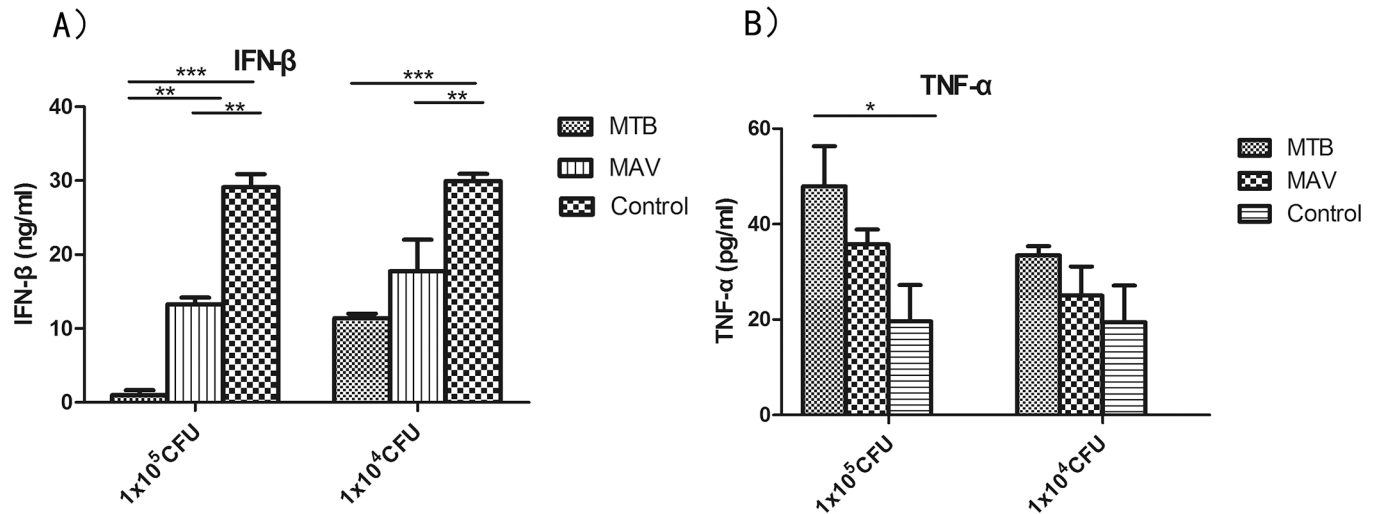 A)
IFN-β
***
**
**
***
**
40
30
20
10
0
IFN-β (ng/ml)
1x10⁵CFU
1x10⁴CFU
MTB
MAV
Control
B)
TNF-α
*
60
40
20
0
TNF-α (pg/ml)
1x10⁵CFU
1x10⁴CFU
MTB
MAV
Control